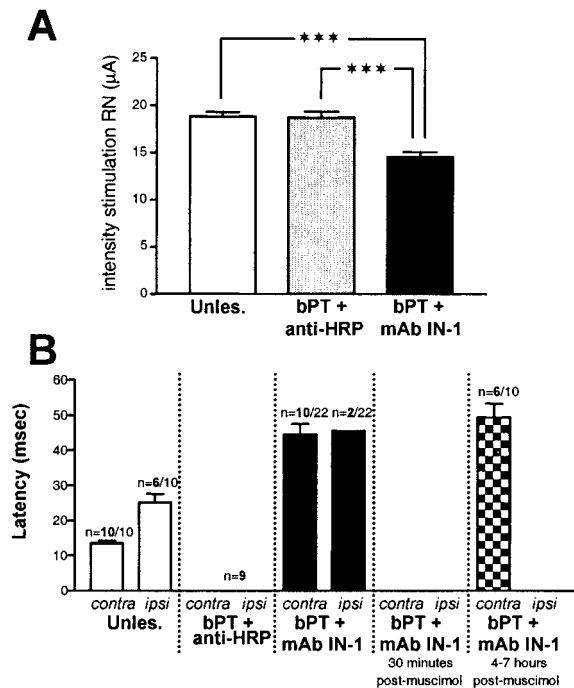 A
intensity stimulation RN (µA)
25
20
15
10
5
0
★★★
★★★
Unles.
bPT +
anti-HRP
bPT +
mAb IN-1
B
Latency (msec)
60
50
40
30
20
10
0
n=10/10
n=6/10
n=9
n=10/22
n=2/22
n=6/10
contra ipsi
Unles.
contra ipsi
bPT +
anti-HRP
contra ipsi
bPT +
mAb IN-1
contra ipsi
bPT +
mAb IN-1
30 minutes
post-muscimol
contra ipsi
bPT +
mAb IN-1
4-7 hours
post-muscimol